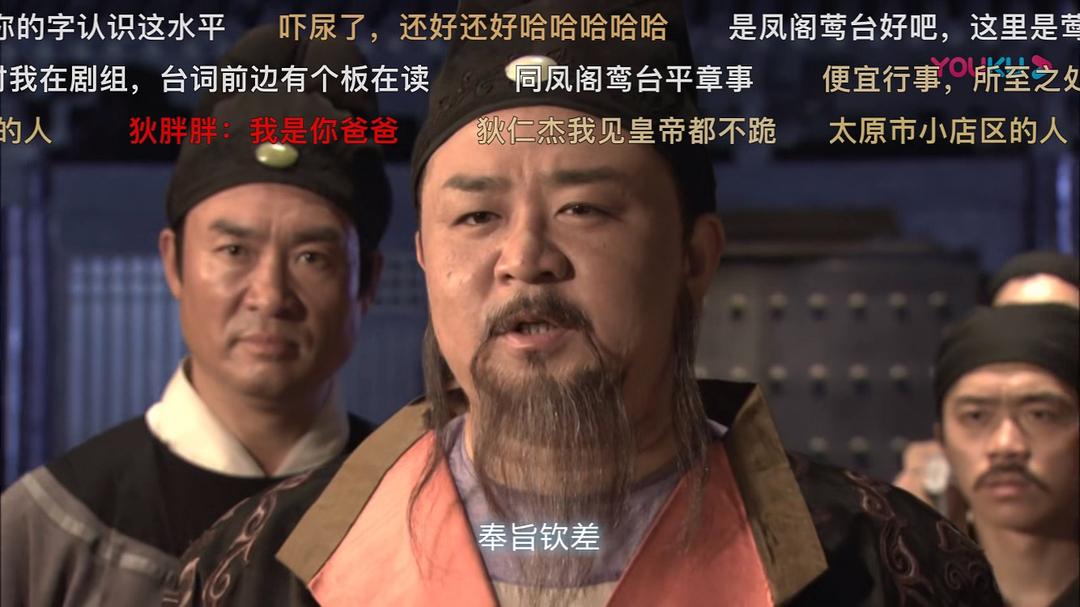 你的字认识这水平 吓尿了，还好还好哈哈哈哈哈 是凤阁莺台好吧，这里是莺
我在剧组，台词前边有个板在读 同凤阁鸾台平章事 便宜行事，所至之处
YOUKU
的人 狄胖胖：我是你爸爸 狄仁杰我见皇帝都不跪 太原市小店区的人
奉旨钦差